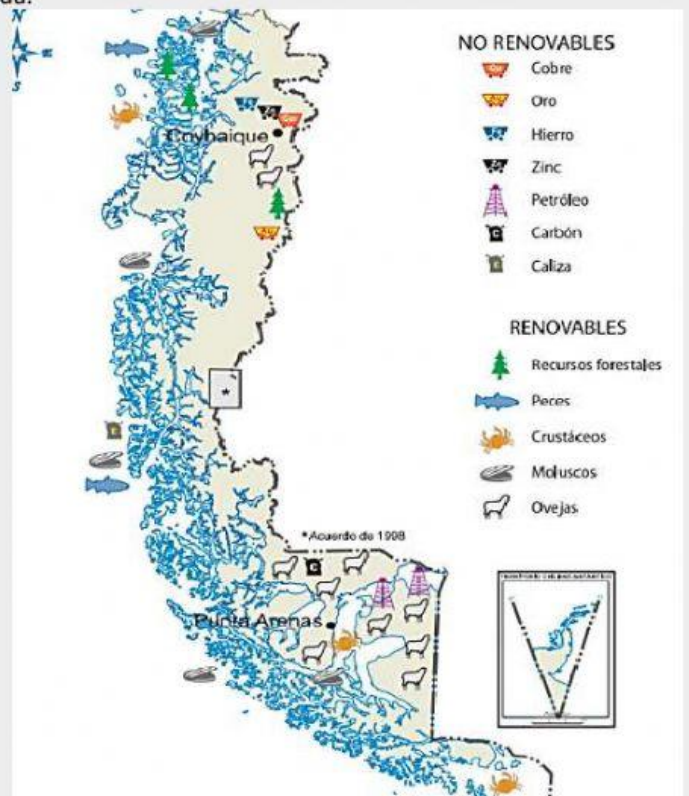 da.
N
S
NO RENOVABLES
Cobre
Oro
Hierro
Zinc
Petróleo
Carbón
Caliza
RENOVABLES
Recursos forestales
Peces
Crustáceos
Moluscos
Ovejas
Coyhaique
*
*Acuerdo de 1998
Punta Arenas